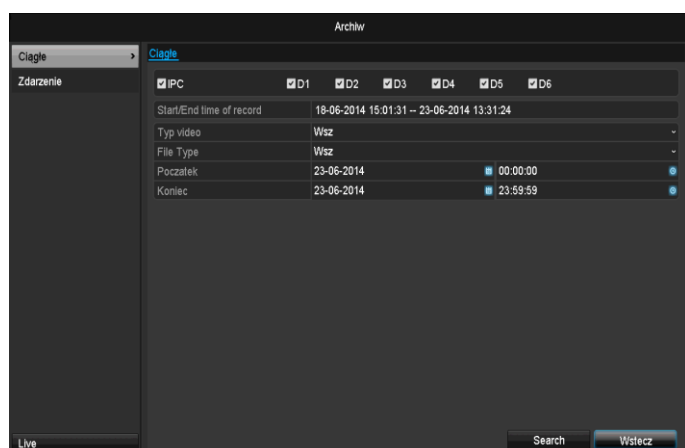 Archiw
Ciągłe
Zdarzenie
Ciągłe
IPC D1 D2 D3 D4 D5 D6
Start/End time of record 18-06-2014 15:01:31 -- 23-06-2014 13:31:24
Typ video Wsz
File Type Wsz
Poczatek 23-06-2014 00:00:00
Koniec 23-06-2014 23:59:59
Live Search Wstecz